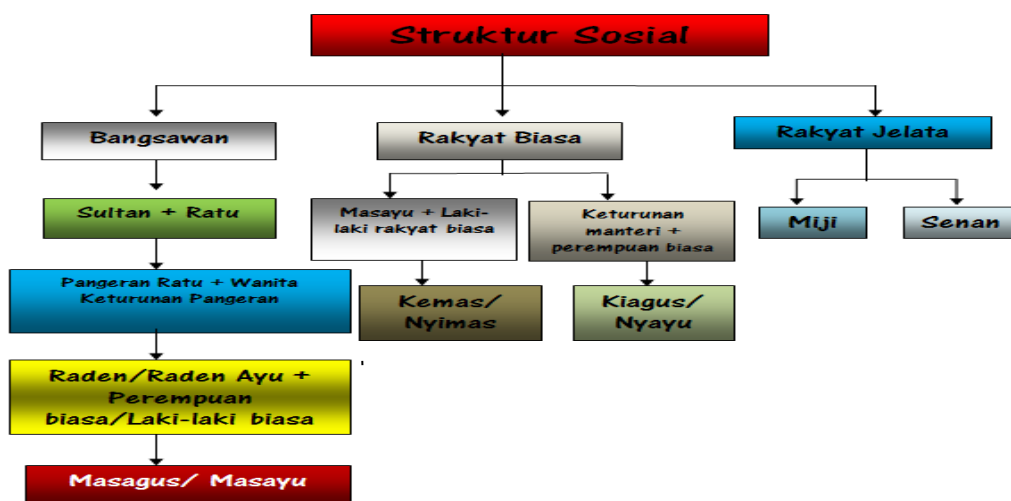 Struktur Sosial
Bangsawan
Rakyat Biasa
Rakyat Jelata
Sultan + Ratu
Masayu + Laki-
laki rakyat biasa
Keturunan
manteri +
perempuan biasa
Miji
Senan
Pangeran Ratu + Wanita
Keturunan Pangeran
Kemas/
Nyimas
Kiagus/
Nyayu
Raden/Raden Ayu +
Perempuan
biasa/Laki-laki biasa
Masagus/ Masayu